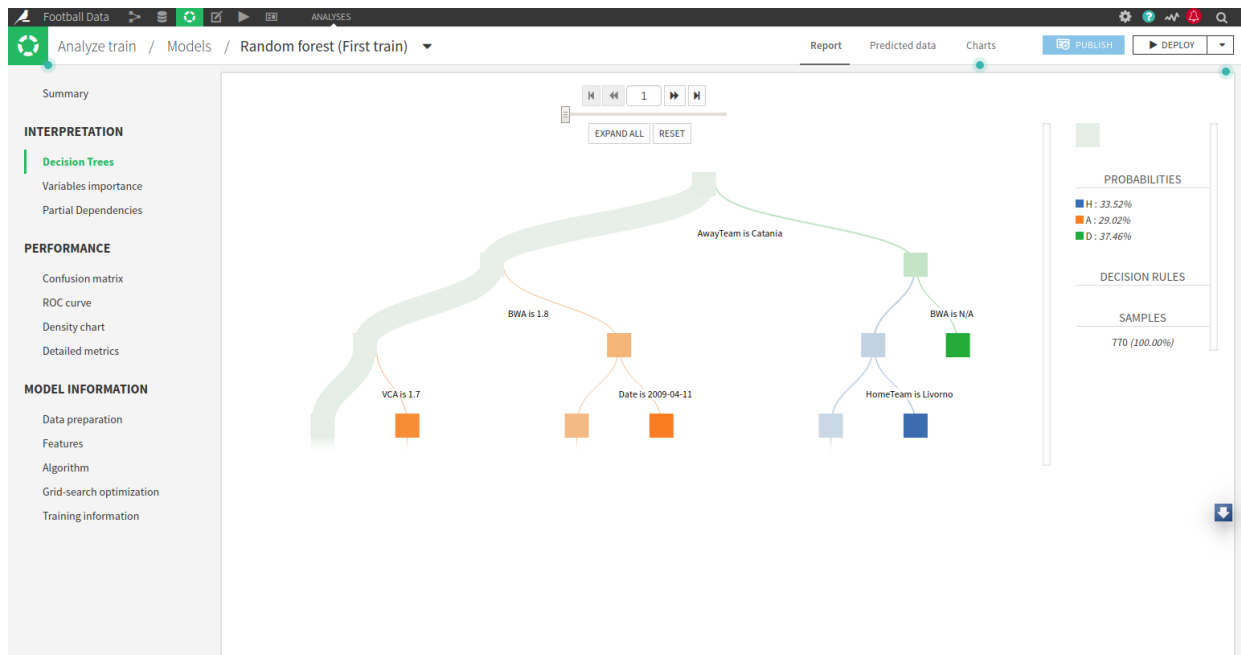 Football Data
ANALYSES
Analyze train / Models / Random forest (First train)
Report
Predicted data
Charts
PUBLISH
DEPLOY
Summary
INTERPRETATION
Decision Trees
Variables importance
Partial Dependencies
PERFORMANCE
Confusion matrix
ROC curve
Density chart
Detailed metrics
MODEL INFORMATION
Data preparation
Features
Algorithm
Grid-search optimization
Training information
1
EXPAND ALL
RESET
AwayTeam is Catania
BWA is 1.8
BWA is N/A
VCA is 1.7
Date is 2009-04-11
HomeTeam is Livorno
PROBABILITIES
H : 33.52%
A : 29.02%
D : 37.46%
DECISION RULES
SAMPLES
770 (100.00%)